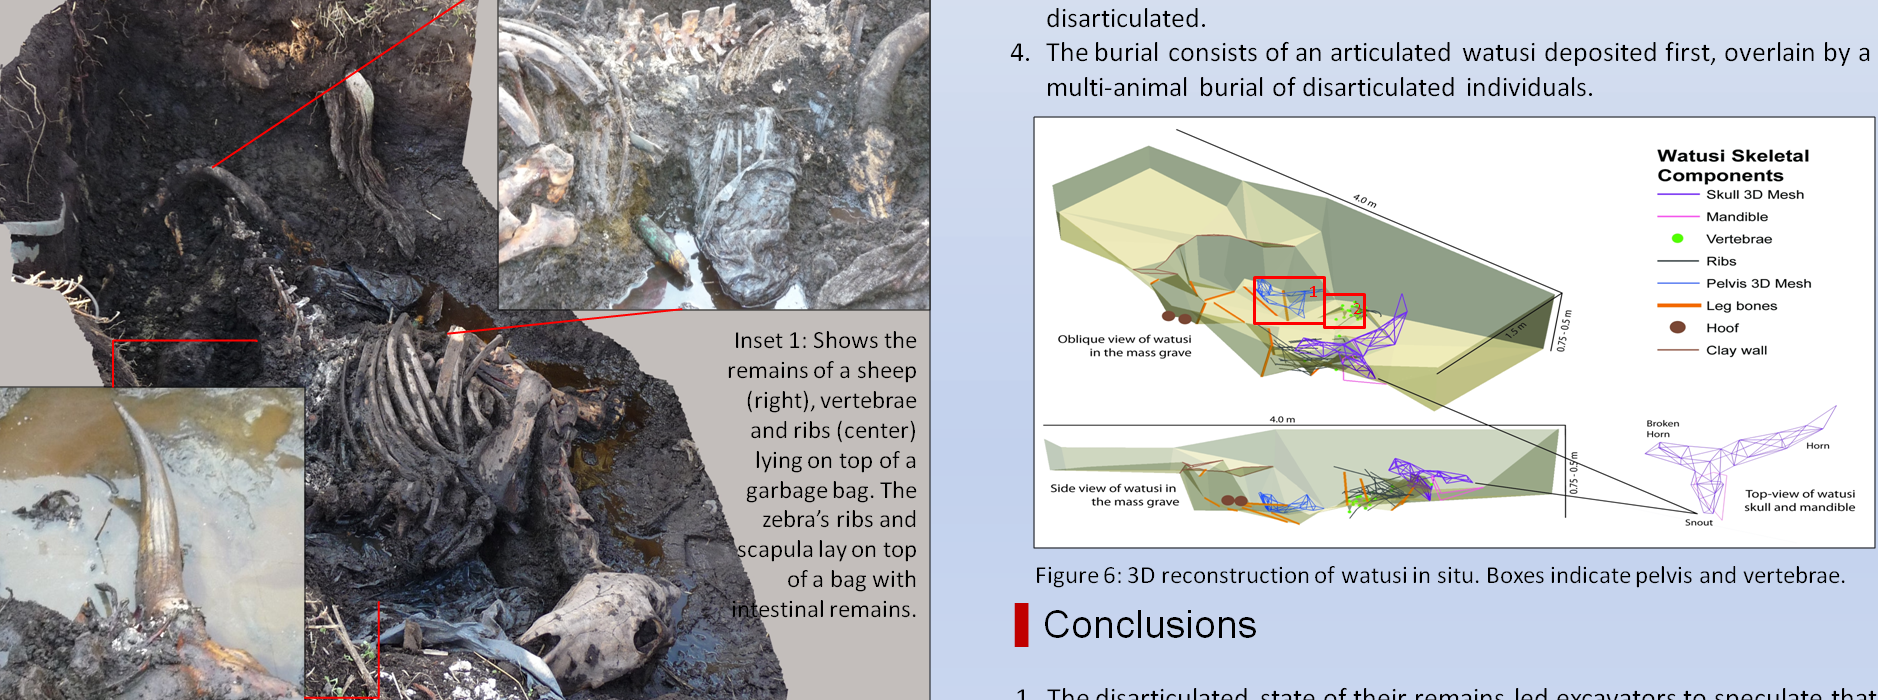 Inset 1: Shows the
remains of a sheep
(right), vertebrae
and ribs (center)
lying on top of a
garbage bag. The
zebra's ribs and
scapula lay on top
of a bag with
intestinal remains.
disarticulated.
4. The burial consists of an articulated watusi deposited first, overlain by a
multi-animal burial of disarticulated individuals.
4.0 m
1
2
1.5 m
0.75 - 0.5 m
Oblique view of watusi
in the mass grave
Watusi Skeletal
Components
Skull 3D Mesh
Mandible
Vertebrae
Ribs
Pelvis 3D Mesh
Leg bones
Hoof
Clay wall
4.0 m
0.75 - 0.5 m
Side view of watusi in
the mass grave
Broken
Horn
Horn
Top-view of watusi
skull and mandible
Snout
Figure 6: 3D reconstruction of watusi in situ. Boxes indicate pelvis and vertebrae.
Conclusions
1. The disarticulated state of their remains led excavators to speculate that